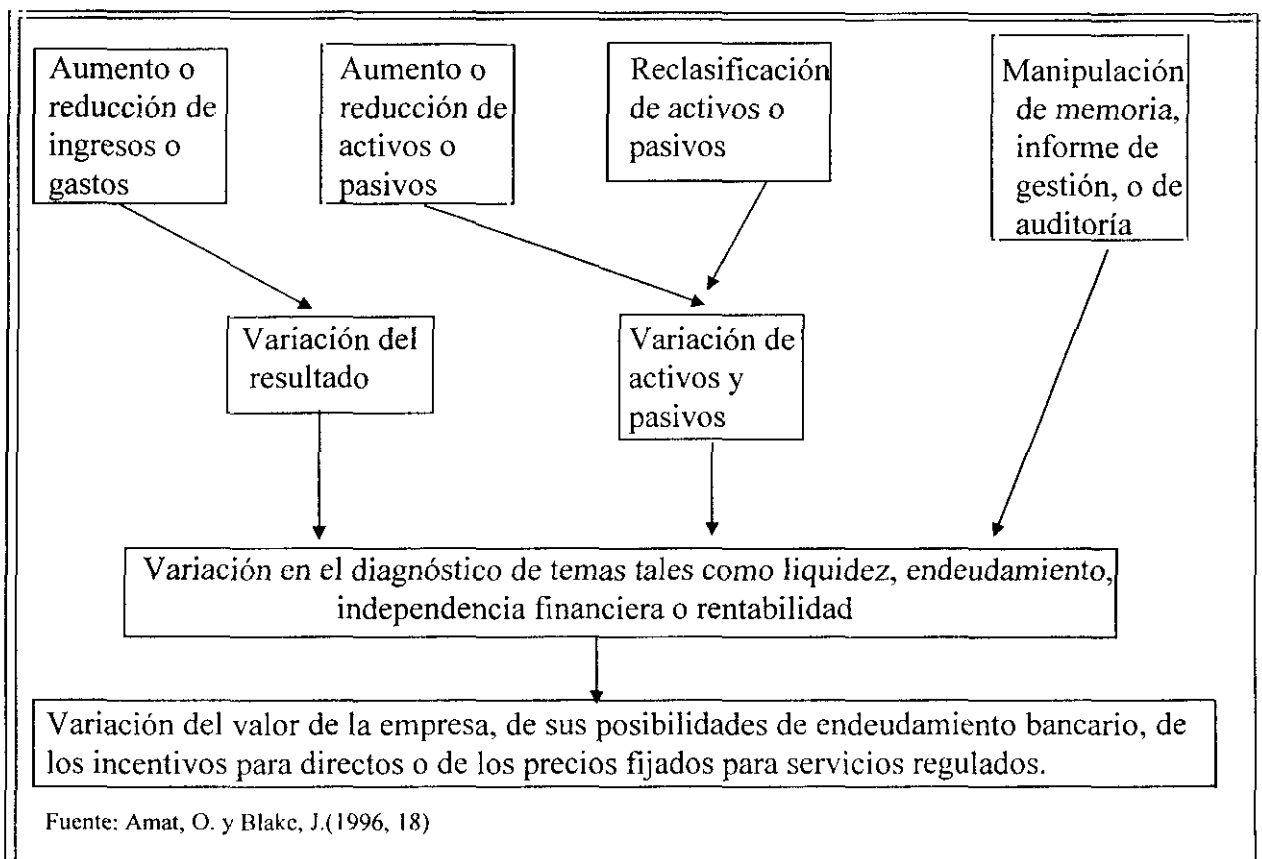 Aumento o
reducción de
ingresos o
gastos
Aumento o
reducción de
activos o
pasivos
Reclasificación
de activos o
pasivos
Manipulación
de memoria,
informe de
gestión, o de
auditoría
Variación del
resultado
Variación de
activos y
pasivos
Variación en el diagnóstico de temas tales como liquidez, endeudamiento,
independencia financiera o rentabilidad
Variación del valor de la empresa, de sus posibilidades de endeudamiento bancario, de
los incentivos para directos o de los precios fijados para servicios regulados.
Fuente: Amat, O. y Blake, J.(1996, 18)